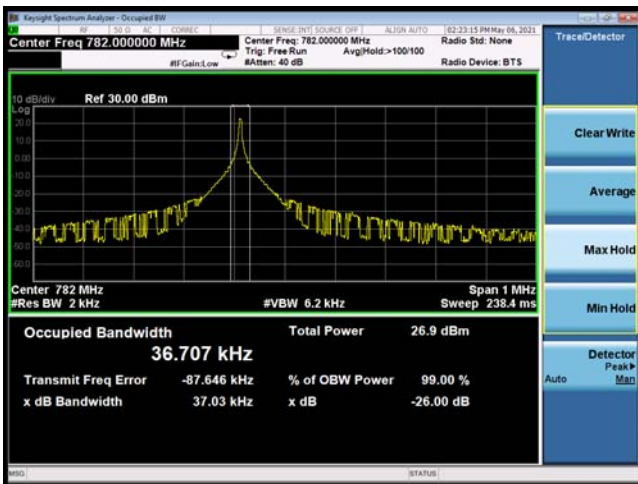 Keysight Spectrum Analyzer - Occupied BW
RF 50 Ω AC CORREC SENSE:INT SOURCE OFF ALIGN AUTO 02:23:15 PM May 06, 2021
Center Freq 782.000000 MHz
Center Freq: 782.000000 MHz
Radio Std: None
Trig: Free Run Avg|Hold:>100/100
#IFGain:Low
#Atten: 40 dB
Radio Device: BTS
Trace/Detector
10 dB/div Ref 30.00 dBm
Log
20.0
10.0
0.00
-10.0
-20.0
-30.0
-40.0
-50.0
-60.0
Center 782 MHz
Span 1 MHz
#Res BW 2 kHz
#VBW 6.2 kHz
Sweep 238.4 ms
Occupied Bandwidth
36.707 kHz
Total Power 26.9 dBm
Transmit Freq Error -87.646 kHz
% of OBW Power 99.00 %
x dB Bandwidth 37.03 kHz
x dB -26.00 dB
Clear Write
Average
Max Hold
Min Hold
Detector
Peak▶
Auto Man
MSG
STATUS